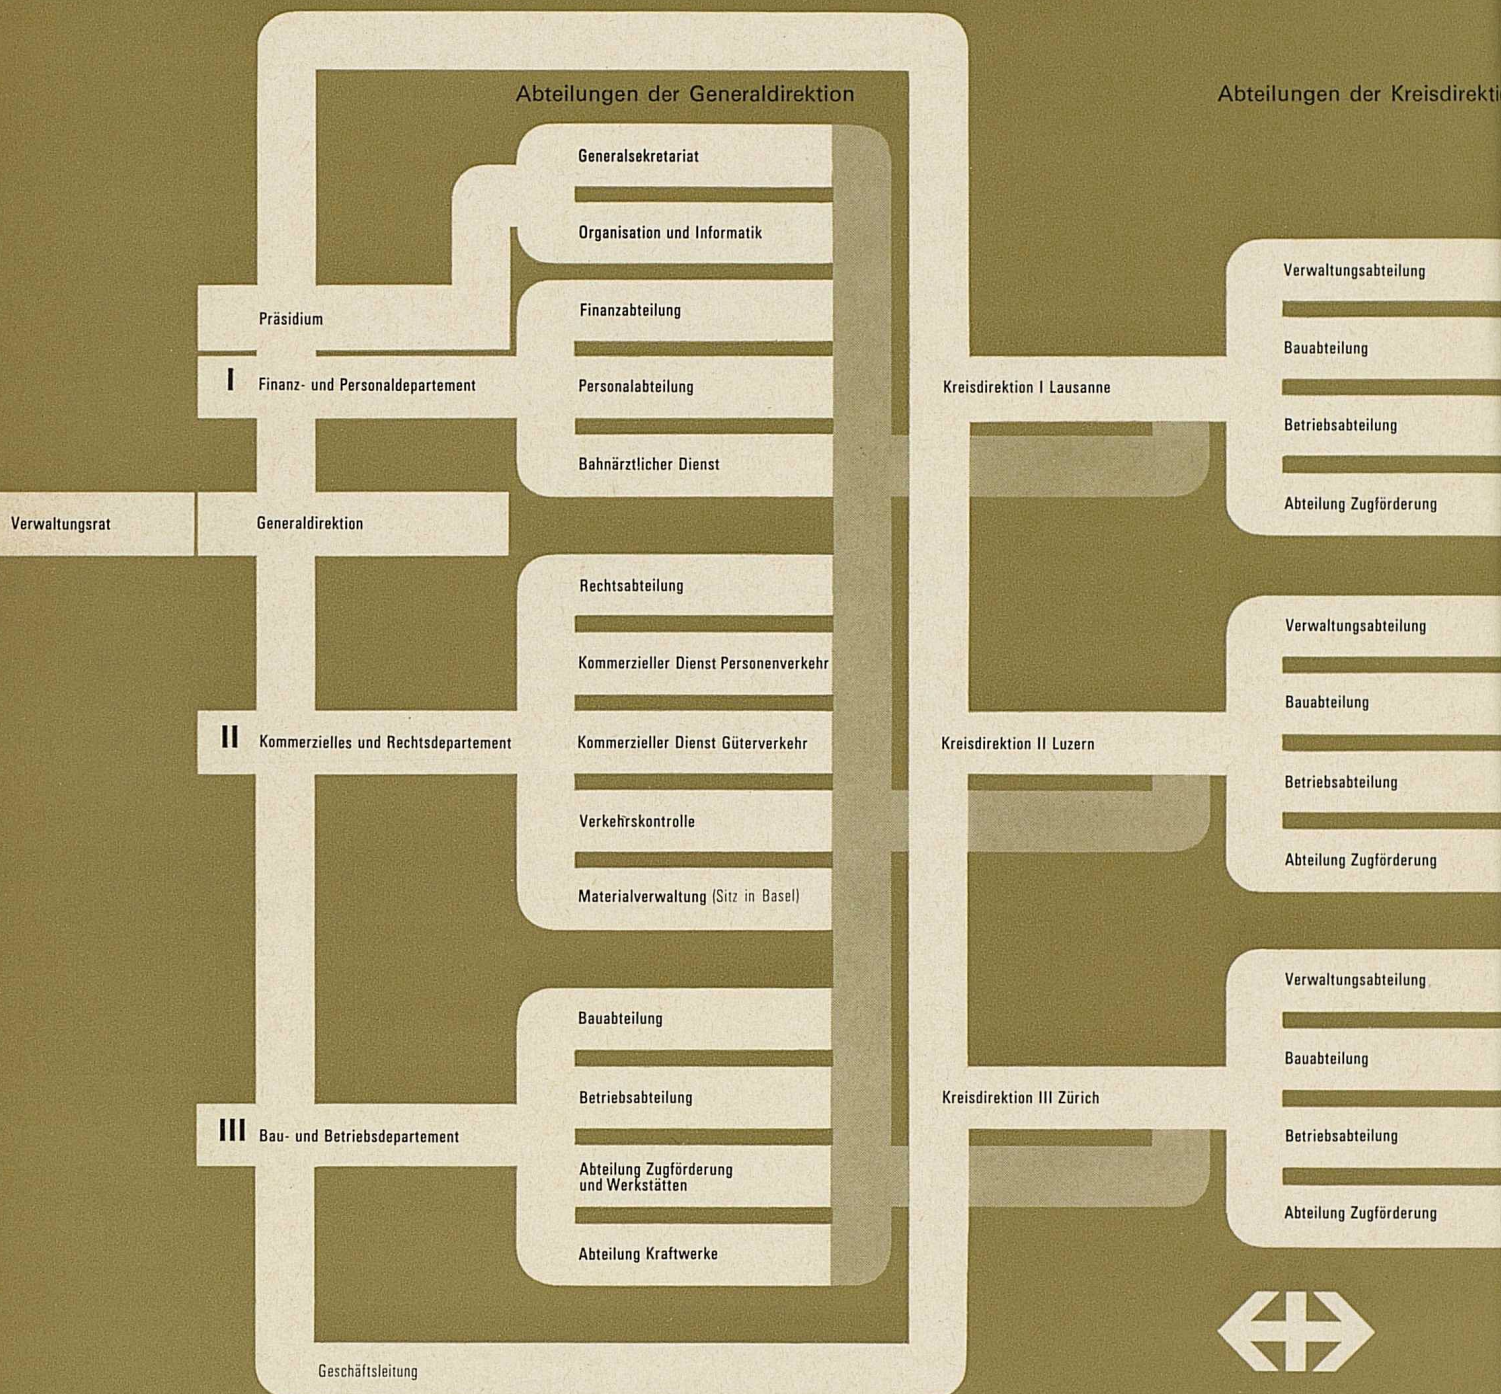 Abteilungen der Generaldirektion
Abteilungen der Kreisdirekti
Generalsekretariat
Organisation und Informatik
Präsidium
Finanzabteilung
I
Finanz- und Personaldepartement
Personalabteilung
Bahnärztlicher Dienst
Verwaltungsrat
Generaldirektion
Rechtsabteilung
Kommerzieller Dienst Personenverkehr
II
Kommerzielles und Rechtsdepartement
Kommerzieller Dienst Güterverkehr
Verkehrskontrolle
Materialverwaltung (Sitz in Basel)
Bauabteilung
Betriebsabteilung
III
Bau- und Betriebsdepartement
Abteilung Zugförderung
und Werkstätten
Abteilung Kraftwerke
Geschäftsleitung
Kreisdirektion I Lausanne
Verwaltungsabteilung
Bauabteilung
Betriebsabteilung
Abteilung Zugförderung
Kreisdirektion II Luzern
Verwaltungsabteilung
Bauabteilung
Betriebsabteilung
Abteilung Zugförderung
Kreisdirektion III Zürich
Verwaltungsabteilung
Bauabteilung
Betriebsabteilung
Abteilung Zugförderung